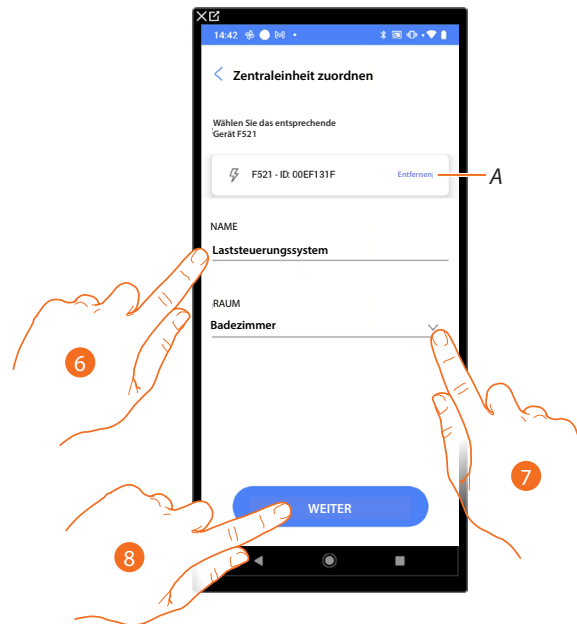 14:42
Zentraleinheit zuordnen
Wählen Sie das entsprechende
Gerät F521
F521 - ID: 00EF131F Entfernen
A
NAME
Laststeuerungssystem
RAUM
Badezimmer
6
7
WEITER
8